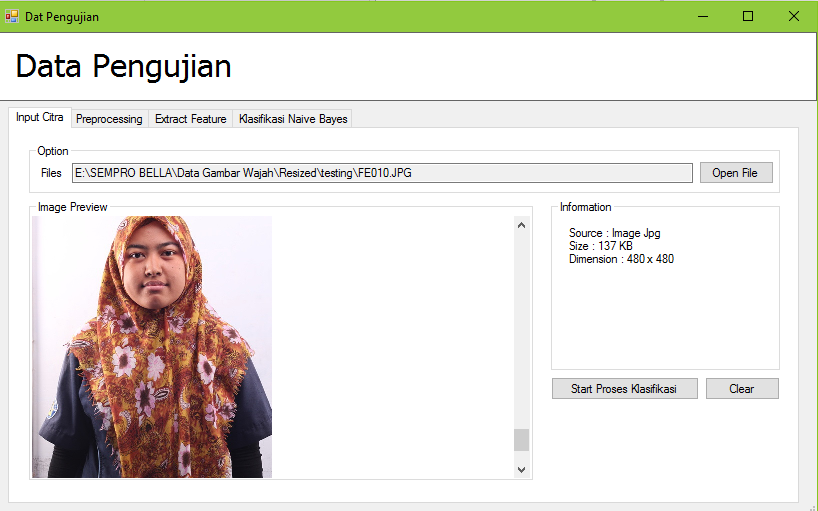 Dat Pengujian
Data Pengujian
Input Citra
Preprocessing
Extract Feature
Klasifikasi Naive Bayes
Option
Files
E:\SEMPRO BELLA\Data Gambar Wajah\Resized\testing\FE010.JPG
Open File
Image Preview
Information
Source : Image Jpg
Size : 137 KB
Dimension : 480 x 480
Start Proses Klasifikasi
Clear